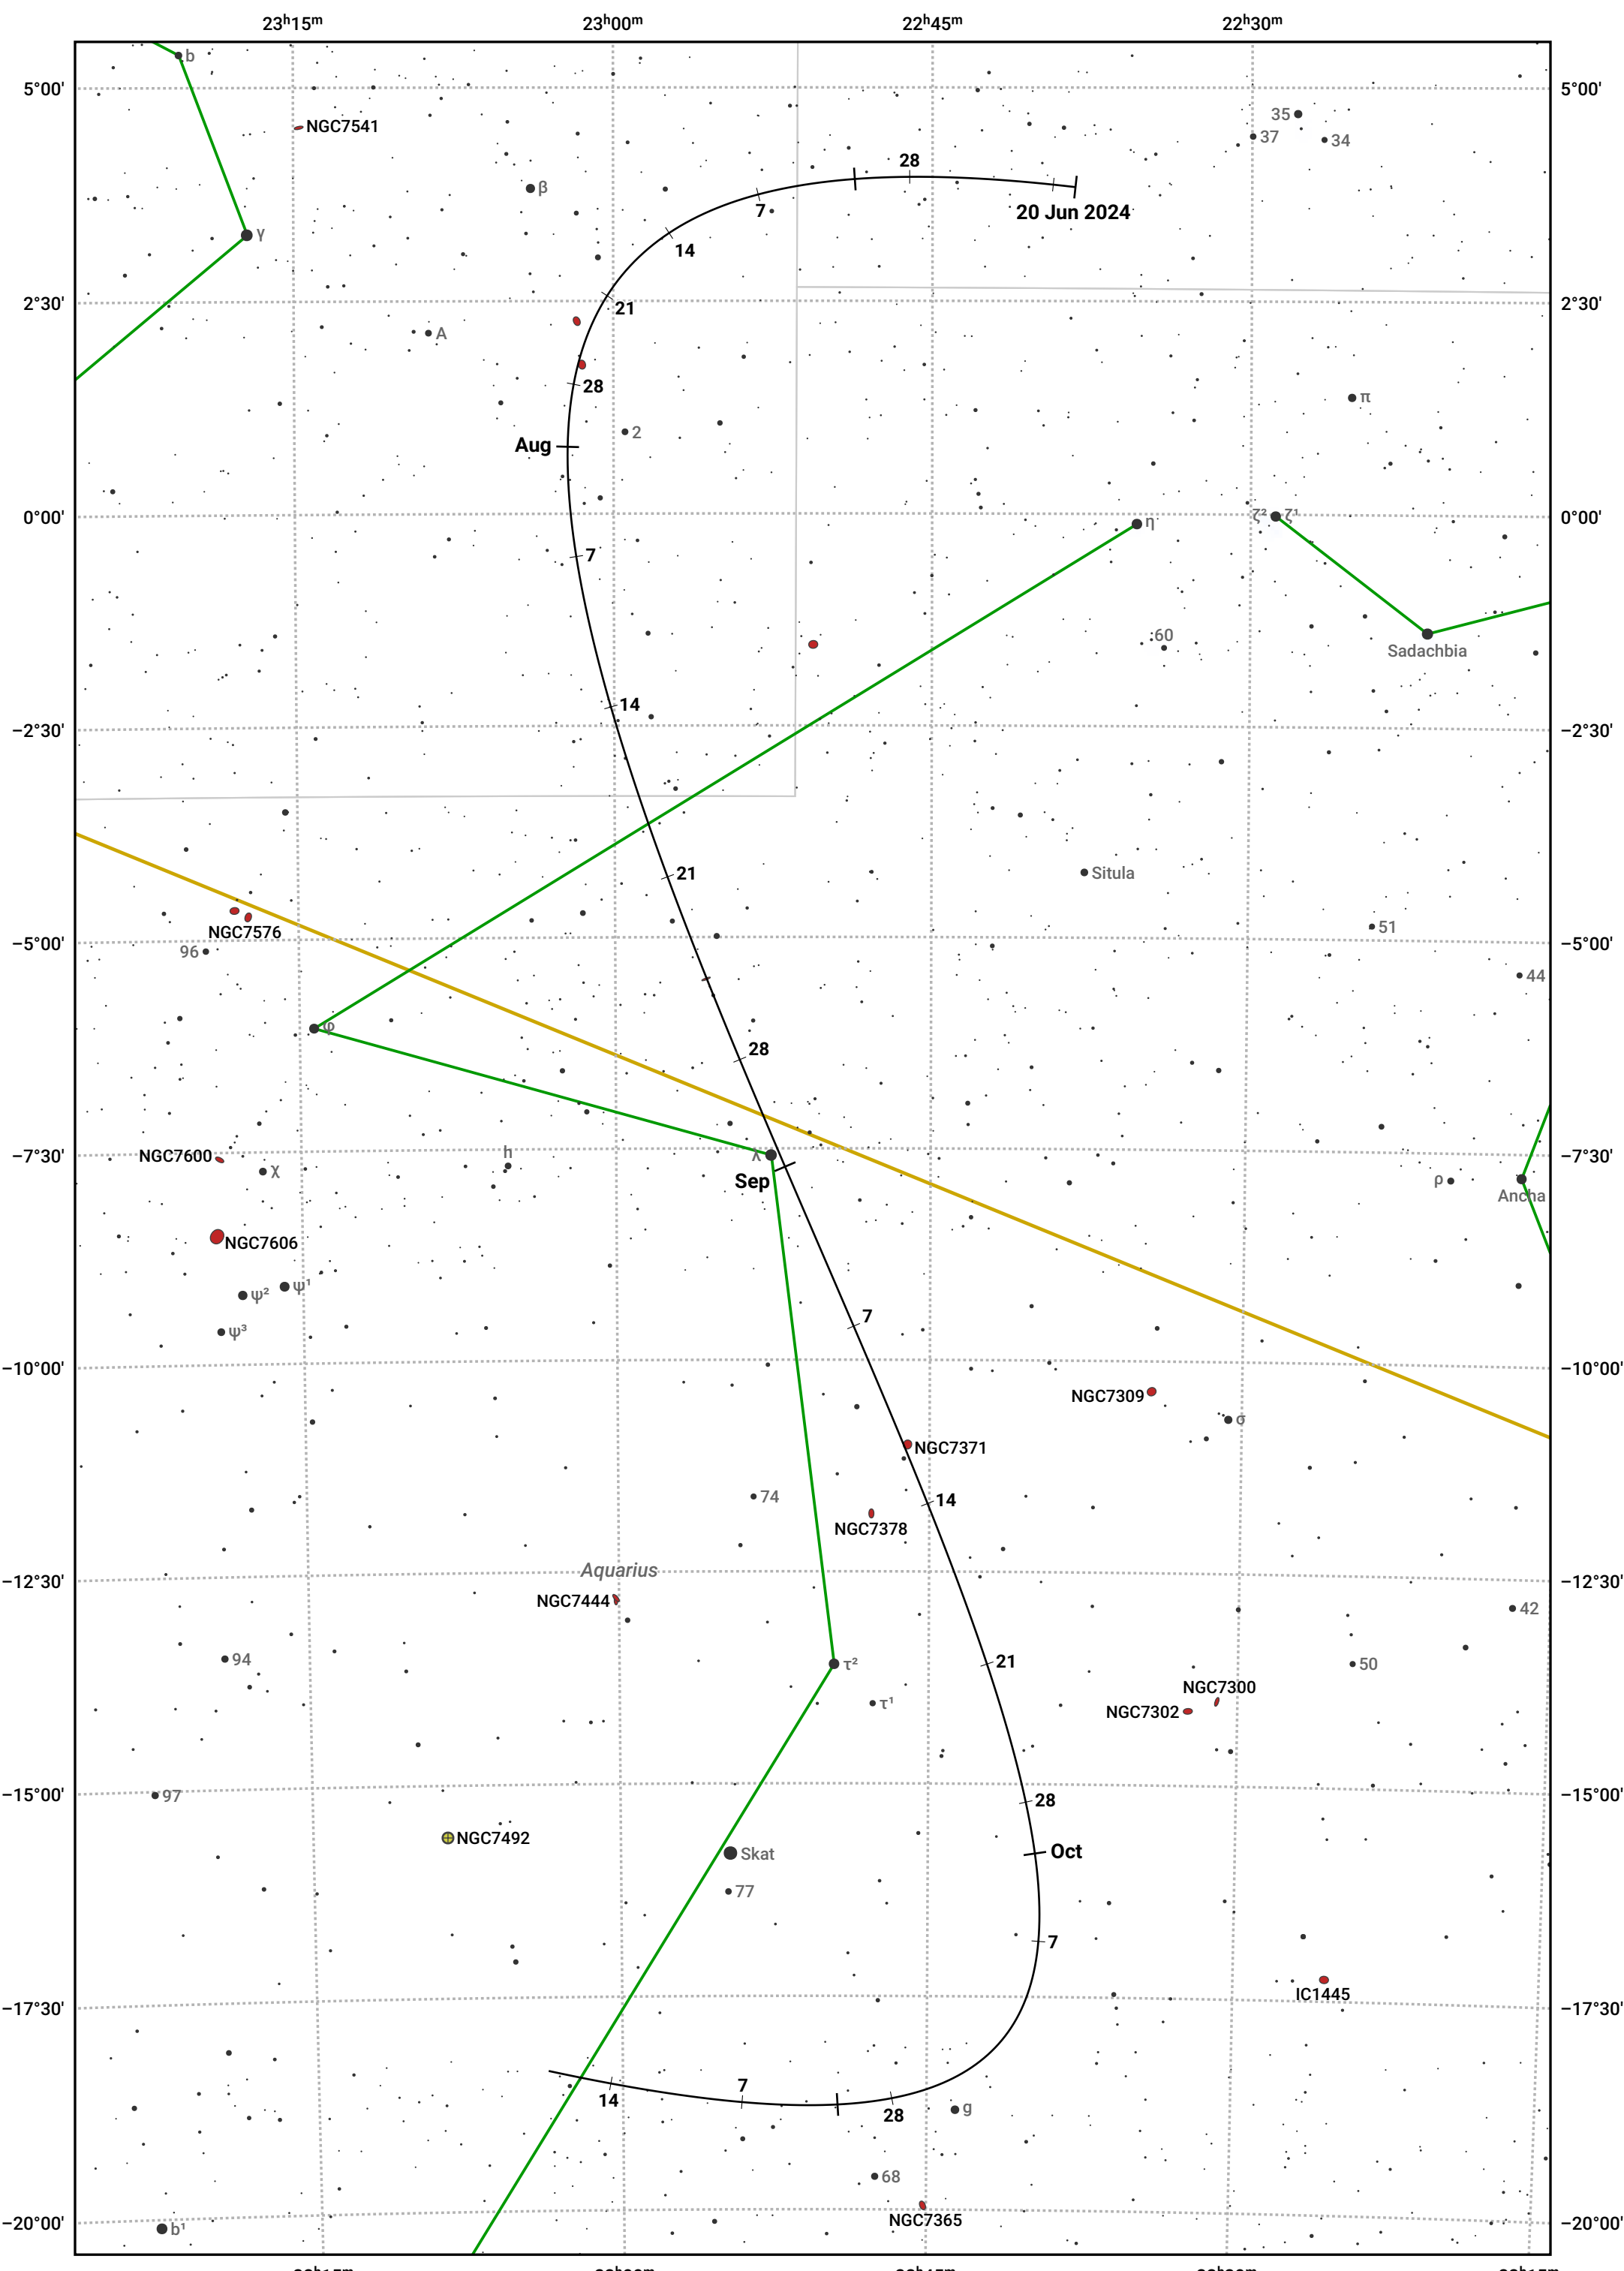 23ʰ15ᵐ 23ʰ00ᵐ 22ʰ45ᵐ 22ʰ30ᵐ
b
5°00' 5°00'
35
NGC7541
37 34
28
β
7
20 Jun 2024
γ
14
2°30' 21 2°30'
A
28
π
2
Aug
0°00' ζ² ζ¹
η
7
60
Sadachbia
14
−2°30' −2°30'
21 Situla
51
NGC7576
−5°00' −5°00'
96
44
φ
28
h
NGC7600 λ −7°30'
−7°30'
χ
Sep ρ
Ancha
NGC7606
ψ¹
ψ²
7
ψ³
−10°00' −10°00'
NGC7309
σ
NGC7371
74 14
NGC7378
Aquarius
−12°30' −12°30'
NGC7444 42
94 τ² 21 50
NGC7300
τ¹ NGC7302
−15°00' −15°00'
97 28
NGC7492 Oct
Skat
77
7
IC1445
−17°30' −17°30'
7
14 28 g
68
NGC7365
−20°00' −20°00'
b¹